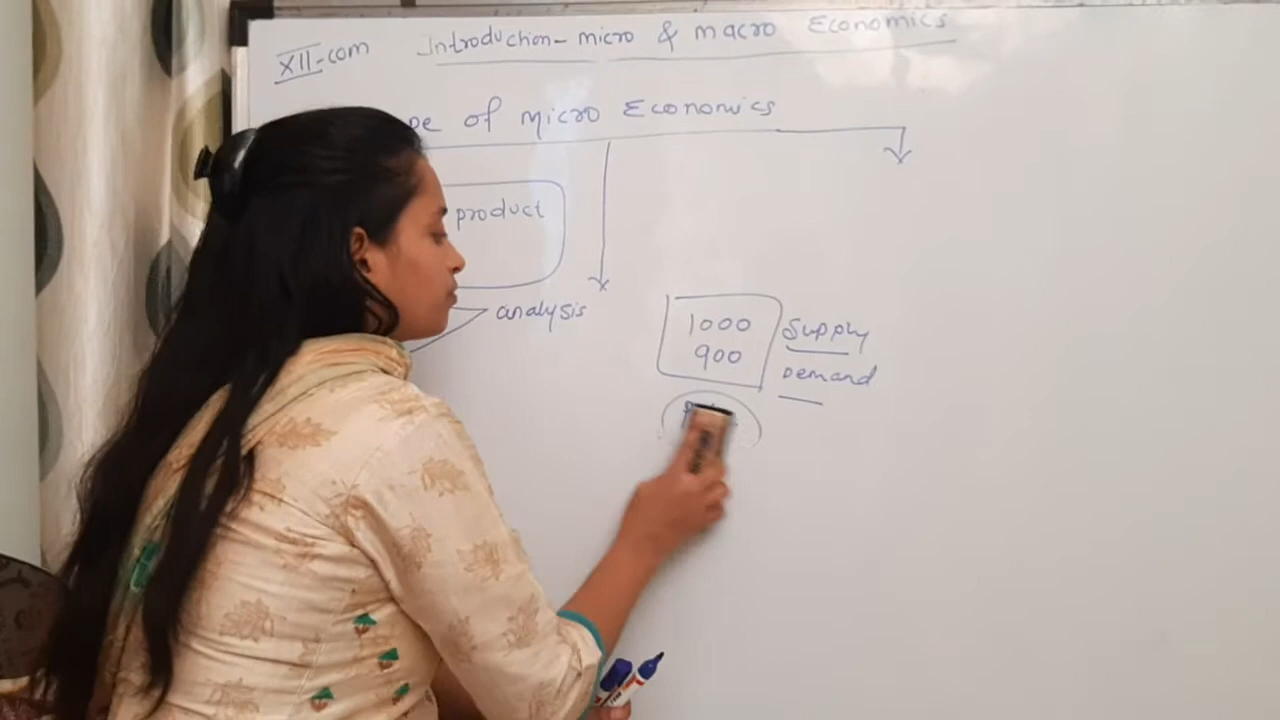 XII-com Introduction- micro & macro Economics
pe of micro Economics
product
analysis
1000 Supply
900 Demand